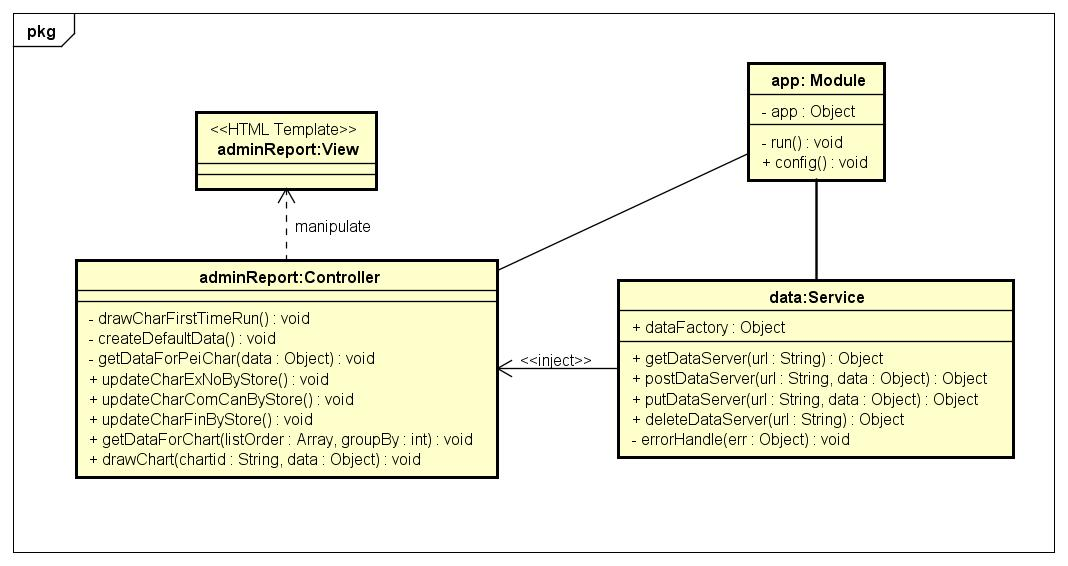 pkg
app: Module
- app : Object
- run() : void
+ config() : void
<<HTML Template>>
adminReport:View
manipulate
adminReport:Controller
- drawCharFirstTimeRun() : void
- createDefaultData() : void
- getDataForPeiChar(data : Object) : void
+ updateCharExNoByStore() : void
+ updateCharComCanByStore() : void
+ updateCharFinByStore() : void
+ getDataForChart(listOrder : Array, groupBy : int) : void
+ drawChart(chartid : String, data : Object) : void
<<inject>>
data:Service
+ dataFactory : Object
+ getDataServer(url : String) : Object
+ postDataServer(url : String, data : Object) : Object
+ putDataServer(url : String, data : Object) : Object
+ deleteDataServer(url : String) : Object
- errorHandle(err : Object) : void